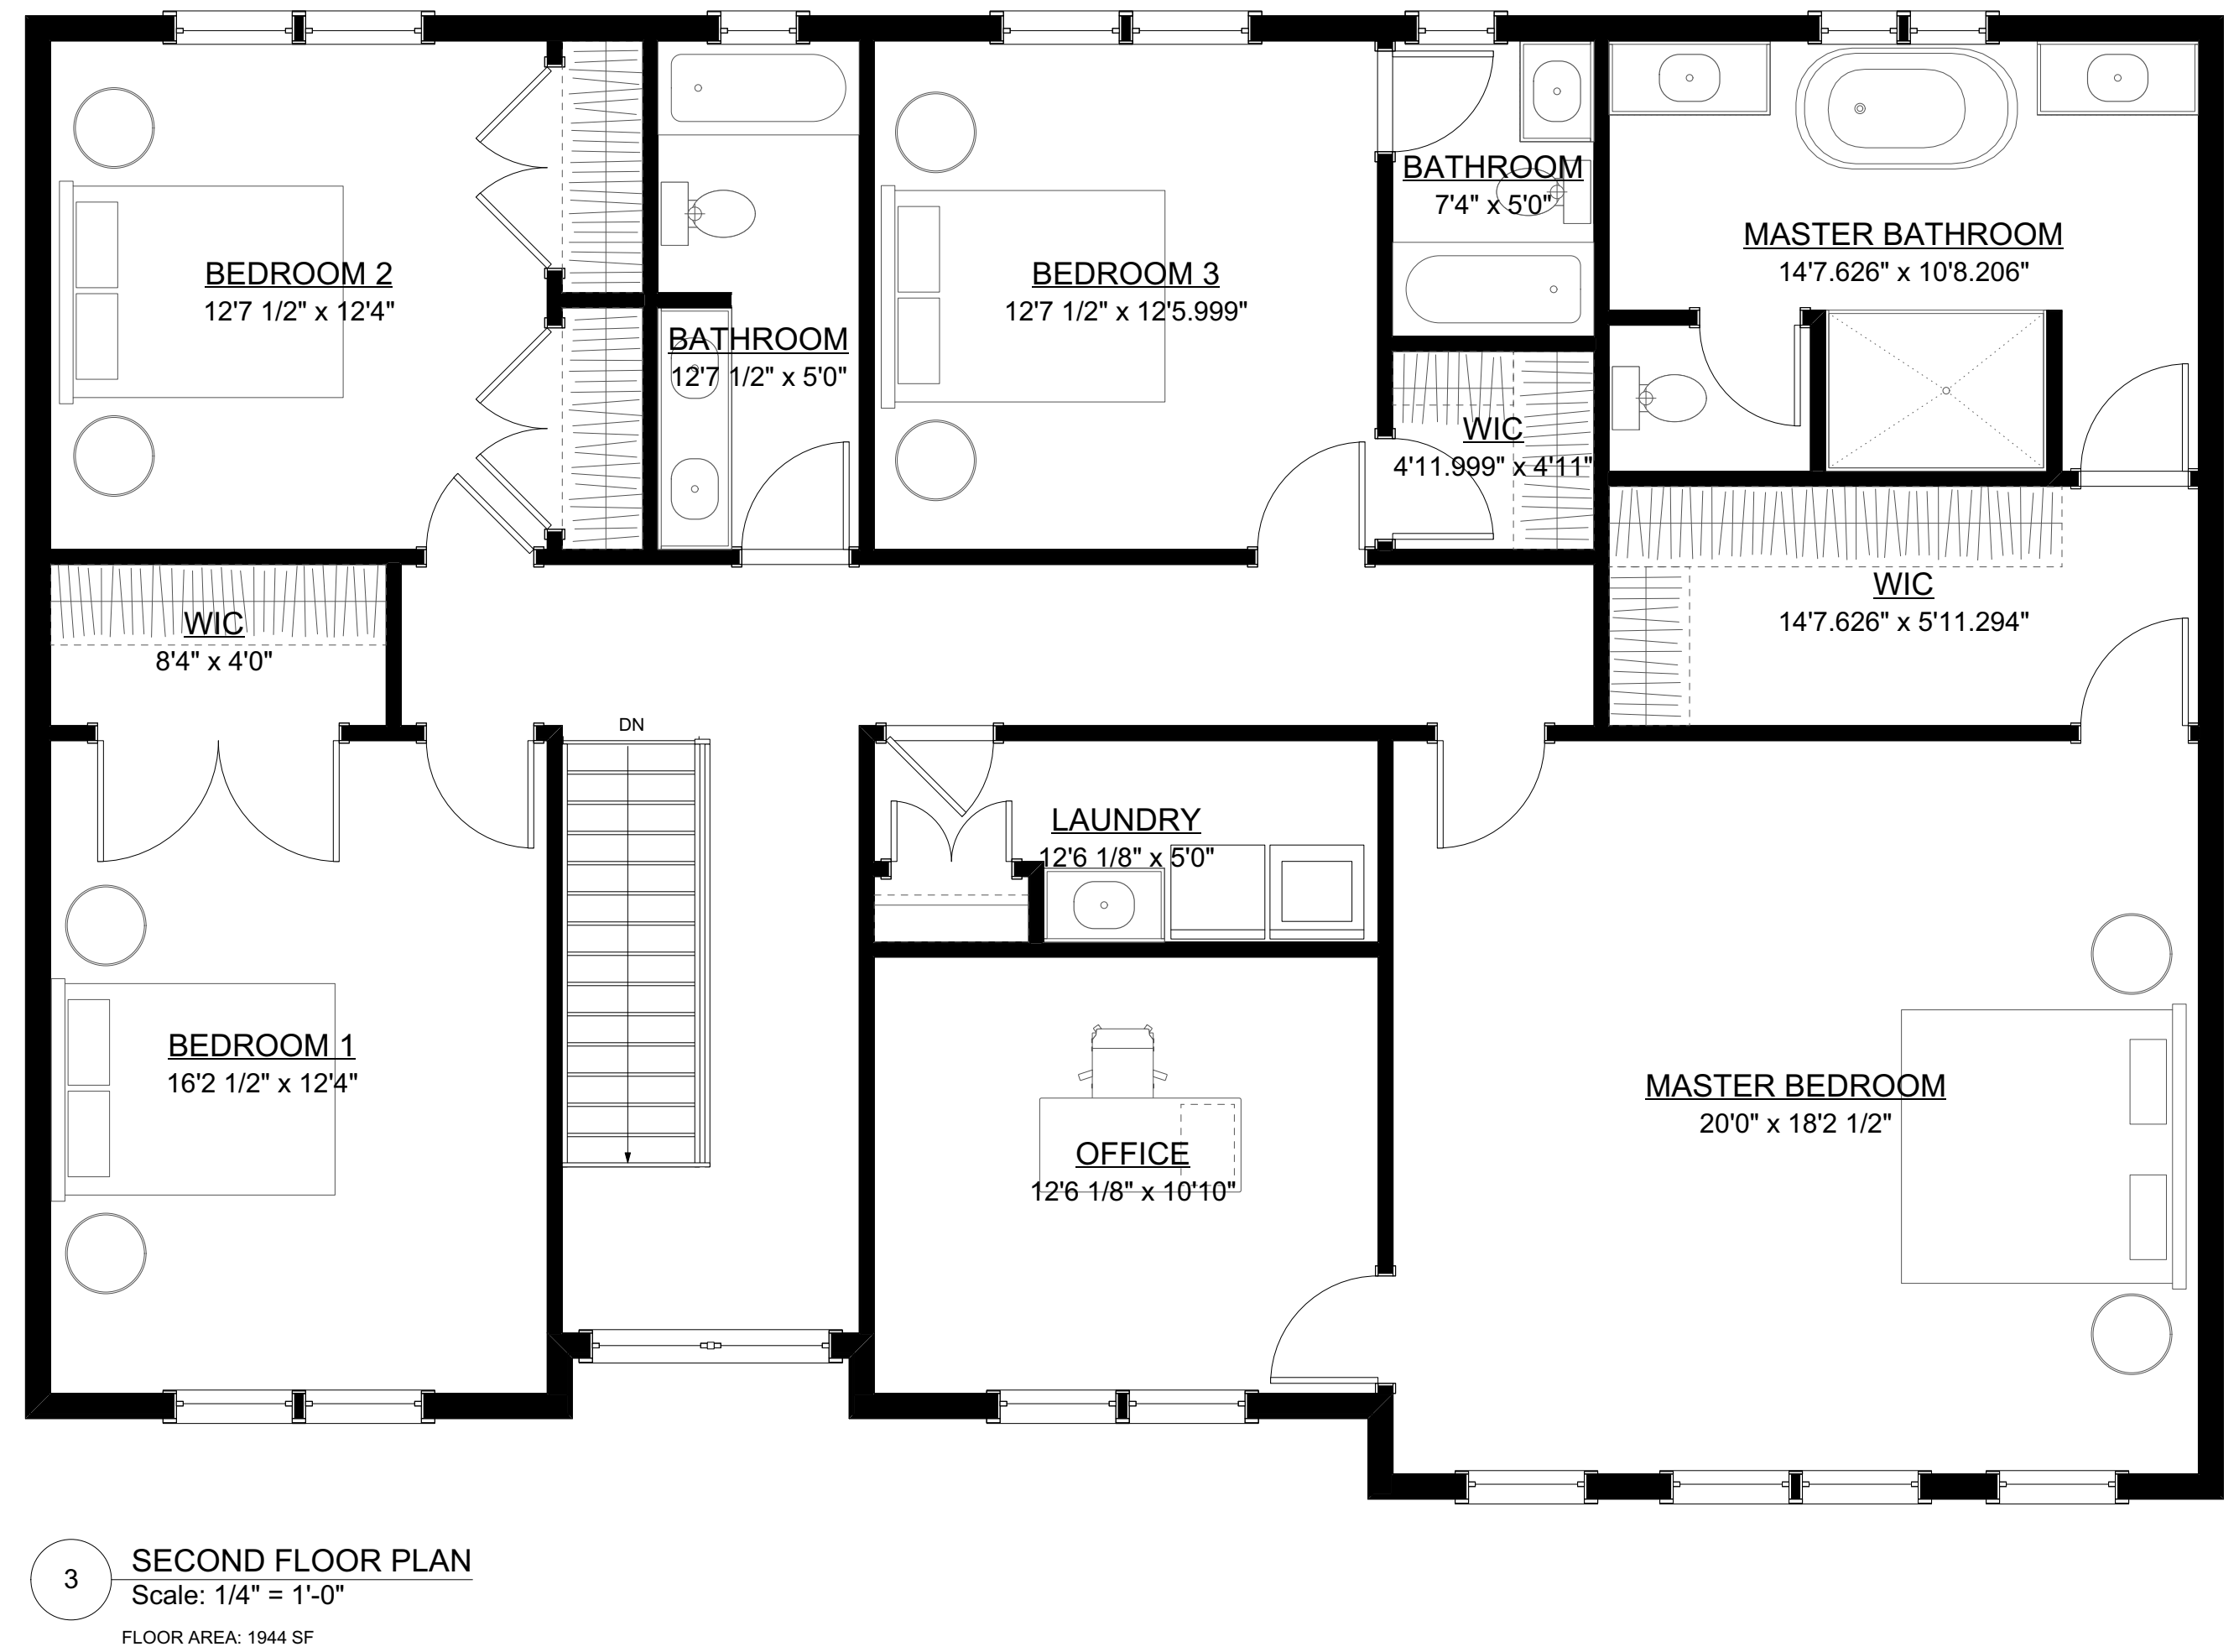 BEDROOM 2
12'7 1/2" x 12'4"
BATHROOM
12'7 1/2" x 5'0"
BEDROOM 3
12'7 1/2" x 12'5.999"
BATHROOM
7'4" x 5'0"
MASTER BATHROOM
14'7.626" x 10'8.206"
WIC
4'11.999" x 4'11"
WIC
14'7.626" x 5'11.294"
WIC
8'4" x 4'0"
DN
LAUNDRY
12'6 1/8" x 5'0"
BEDROOM 1
16'2 1/2" x 12'4"
OFFICE
12'6 1/8" x 10'10"
MASTER BEDROOM
20'0" x 18'2 1/2"
3
SECOND FLOOR PLAN
Scale: 1/4" = 1'-0"
FLOOR AREA: 1944 SF